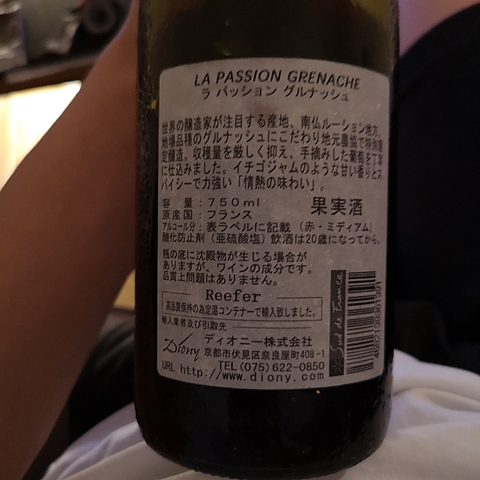 LA PASSION GRENACHE
ラ パッション グルナッシュ
世界の醸造家が注目する産地、南仏ルーション地方。
地場品種のグルナッシュにこだわり地元農協で特別限
定醸造。収穫量を厳しく抑え、手摘みした葡萄を丁寧
に仕込みました。イチゴジャムのような甘い香りとス
パイシーで力強い「情熱の味わい」。
容 量：750ml 果実酒
原産国：フランス
アルコール分：表ラベルに記載 (赤・ミディアム)
酸化防止剤 (亜硫酸塩) 飲酒は20歳になってから。
瓶の底に沈殿物が生じる場合が
ありますが、ワインの成分です。
品質上問題はありません。
Reefer
高品質保持の為定温コンテナーで輸入致しました。
輸入業者及び引取先
Diony ディオニー株式会社
京都市伏見区奈良屋町408-1
TEL(075)622-0850
URL http://www.diony.com
Sud de France